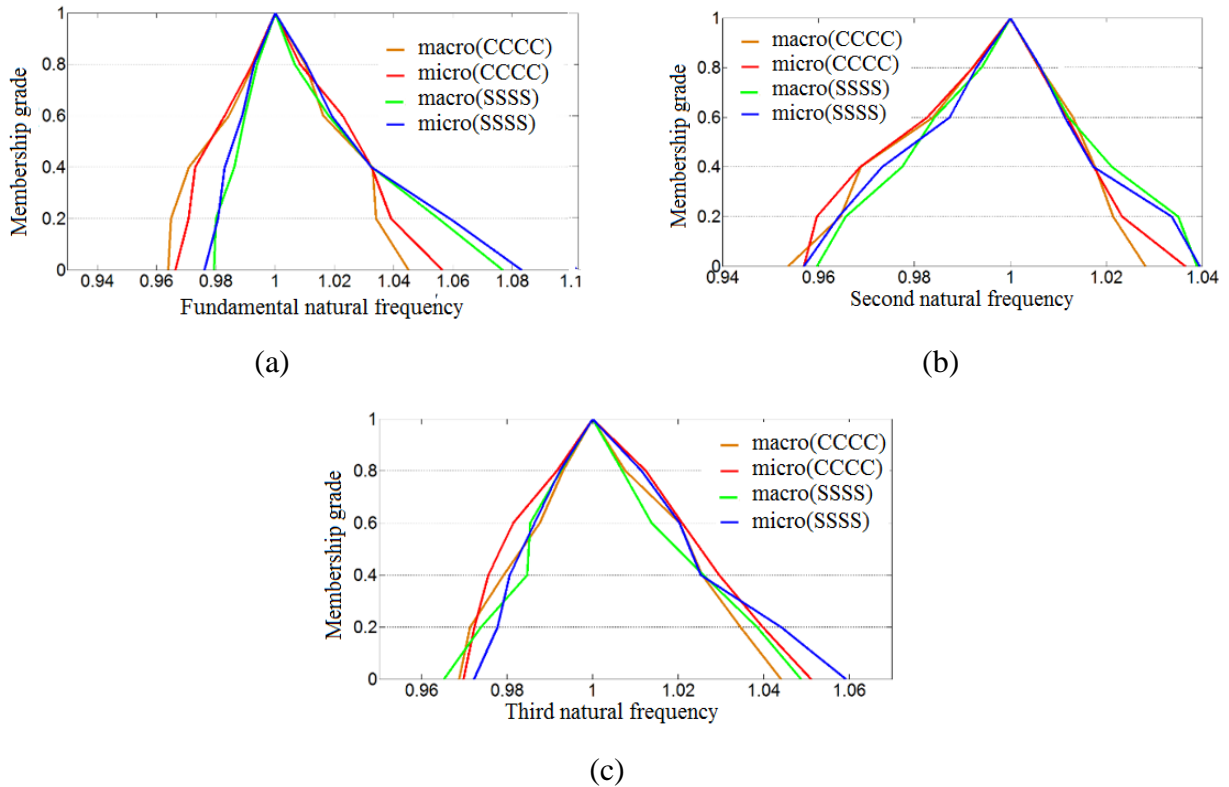 1
0.8
0.6
0.4
0.2
0
Membership grade
macro(CCCC)
micro(CCCC)
macro(SSSS)
micro(SSSS)
0.94 0.96 0.98 1 1.02 1.04 1.06 1.08 1.1
Fundamental natural frequency
(a)
1
0.8
0.6
0.4
0.2
0
Membership grade
macro(CCCC)
micro(CCCC)
macro(SSSS)
micro(SSSS)
0.94 0.96 0.98 1 1.02 1.04
Second natural frequency
(b)
1
0.8
0.6
0.4
0.2
0
Membership grade
macro(CCCC)
micro(CCCC)
macro(SSSS)
micro(SSSS)
0.96 0.98 1 1.02 1.04 1.06
Third natural frequency
(c)